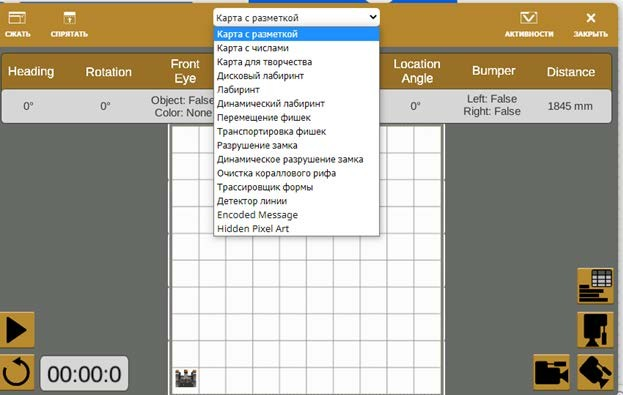 Карта с разметкой
СЖАТЬ
СПРЯТАТЬ
АКТИВНОСТИ
ЗАКРЫТЬ
Карта с разметкой
Карта с числами
Карта для творчества
Дисковый лабиринт
Лабиринт
Динамический лабиринт
Перемещение фишек
Транспортировка фишек
Разрушение замка
Динамическое разрушение замка
Очистка кораллового рифа
Трассировщик формы
Детектор линии
Encoded Message
Hidden Pixel Art
Heading
Rotation
Front
Eye
Location
Angle
Bumper
Distance
0°
0°
Object: False
Color: None
0°
Left: False
Right: False
1845 mm
00:00:0